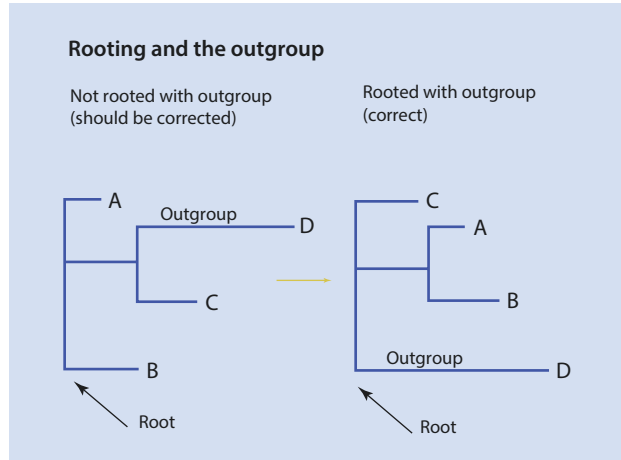 Rooting and the outgroup
Not rooted with outgroup
(should be corrected)
Rooted with outgroup
(correct)
A
Outgroup
D
C
B
Root
C
A
B
Outgroup
D
Root